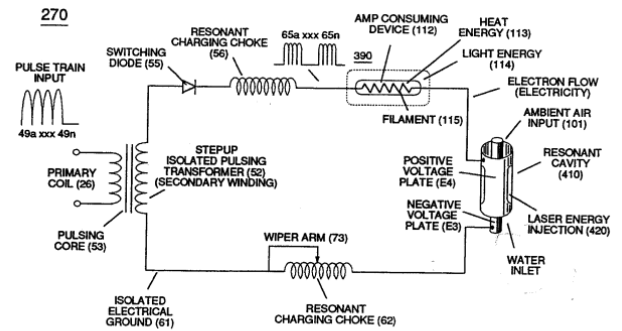 270
PULSE TRAIN
INPUT
49a xxx 49n
SWITCHING
DIODE (55)
RESONANT
CHARGING CHOKE
(56)
65a xxx 65n
390
AMP CONSUMING
DEVICE (112)
HEAT
ENERGY (113)
LIGHT ENERGY
(114)
ELECTRON FLOW
(ELECTRICITY)
FILAMENT (115)
AMBIENT AIR
INPUT (101)
RESONANT
CAVITY
(410)
POSITIVE
VOLTAGE
PLATE (E4)
NEGATIVE
VOLTAGE
PLATE (E3)
LASER ENERGY
INJECTION (420)
WATER
INLET
PRIMARY
COIL (26)
STEPUP
ISOLATED PULSING
TRANSFORMER (52)
(SECONDARY WINDING)
PULSING
CORE (53)
WIPER ARM (73)
ISOLATED
ELECTRICAL
GROUND (61)
RESONANT
CHARGING CHOKE (62)